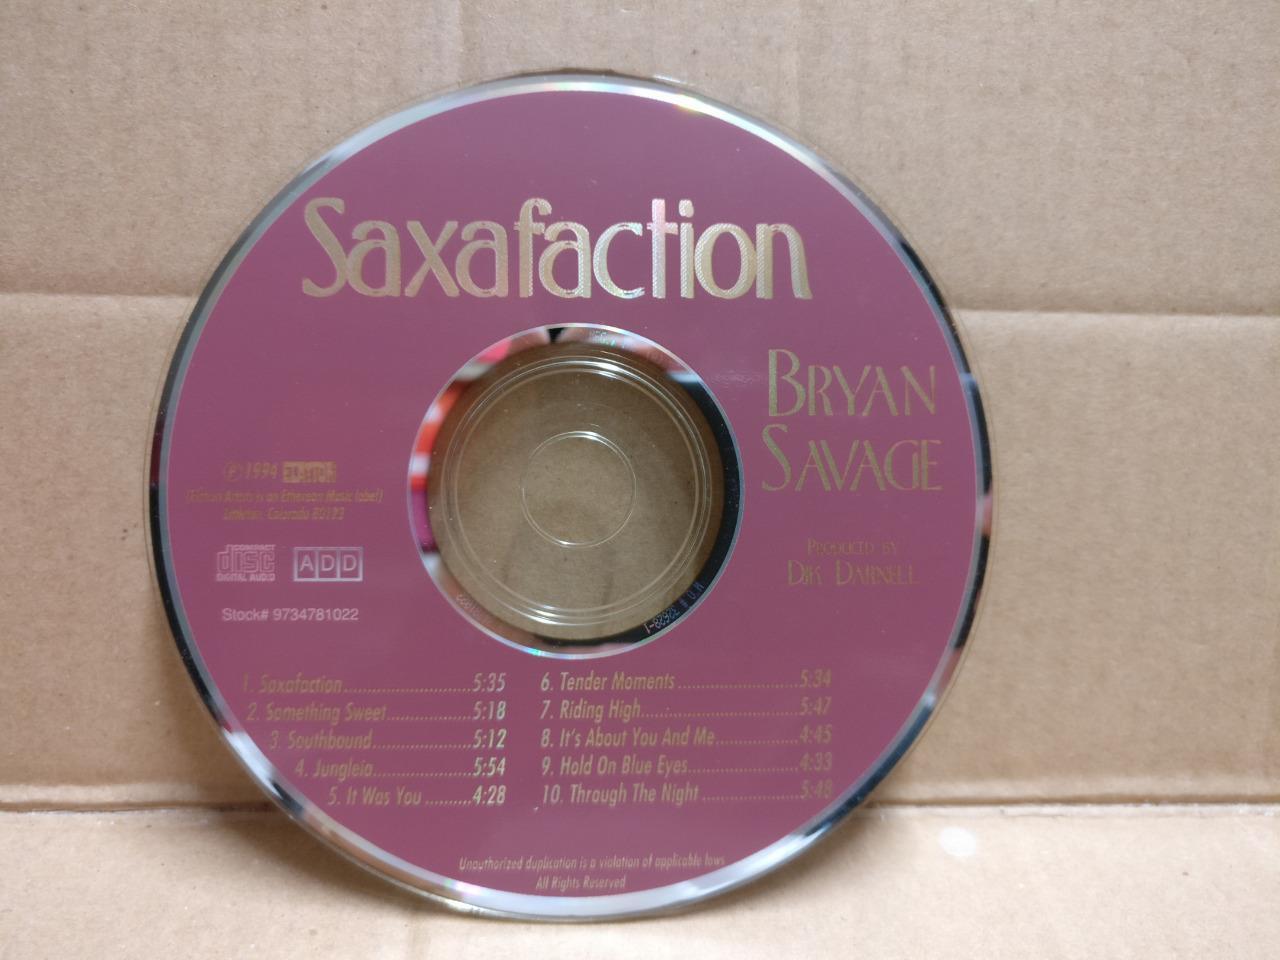 Saxafaction
BRYAN
SAVAGE
PRODUCED BY
DIK DARNELL
℗ 1994
Artists is an Etherean Music label)
Littleton, Colorado 80123
COMPACT
disc
DIGITAL AUDIO
ADD
Stock# 9734781022
1. Saxafaction 5:35
2. Something Sweet 5:18
3. Southbound 5:12
4. Jungleia 5:54
5. It Was You 4:28
6. Tender Moments 5:34
7. Riding High 5:47
8. It's About You And Me 4:45
9. Hold On Blue Eyes 4:33
10. Through The Night 5:48
Unauthorized duplication is a violation of applicable laws
All Rights Reserved